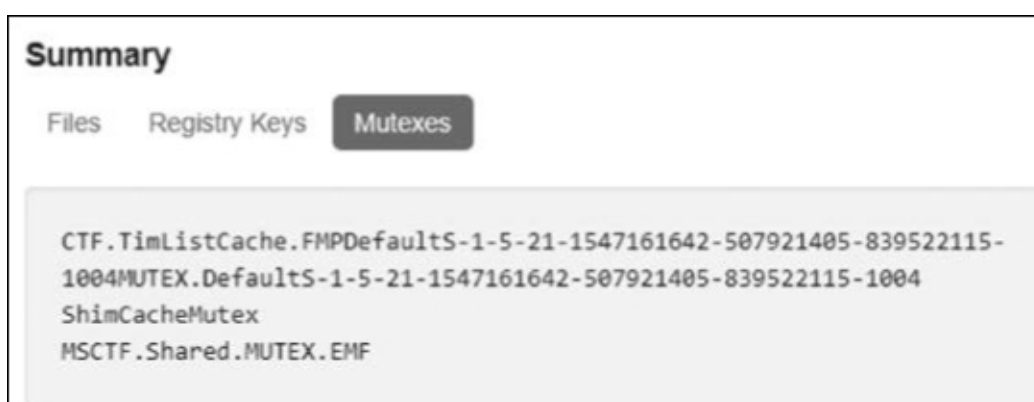 Summary
Files Registry Keys Mutexes
CTF.TimListCache.FMPDefaultS-1-5-21-1547161642-507921405-839522115-
1004MUTEX.DefaultS-1-5-21-1547161642-507921405-839522115-1004
ShimCacheMutex
MSCTF.Shared.MUTEX.EMF